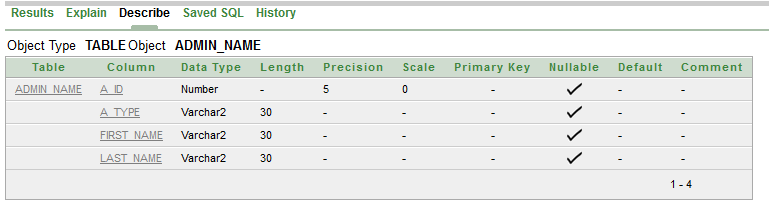 Results Explain Describe Saved SQL History
Object Type TABLE Object ADMIN_NAME
Table Column Data Type Length Precision Scale Primary Key Nullable Default Comment
ADMIN_NAME A_ID Number - 5 0 - ✓ - -
A_TYPE Varchar2 30 - - - ✓ - -
FIRST_NAME Varchar2 30 - - - ✓ - -
LAST_NAME Varchar2 30 - - - ✓ - -
1 - 4